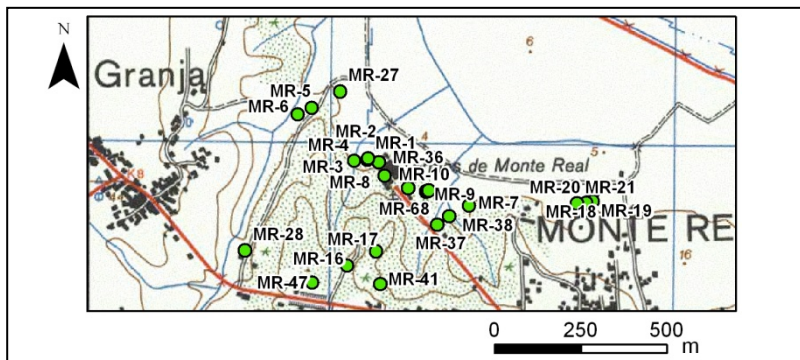 N
6
Granja
MR-27
MR-5
MR-6
MR-2
4
MR-4
MR-1
MR-3
MR-36
5
s de Monte Real
MR-8
MR-10
K8
MR-20
MR-21
MR-9
MR-7
MR-68
MR-18
MR-19
MR-38
MONTE RE
MR-37
MR-28
MR-17
MR-16
16
MR-47
MR-41
0 250 500
m